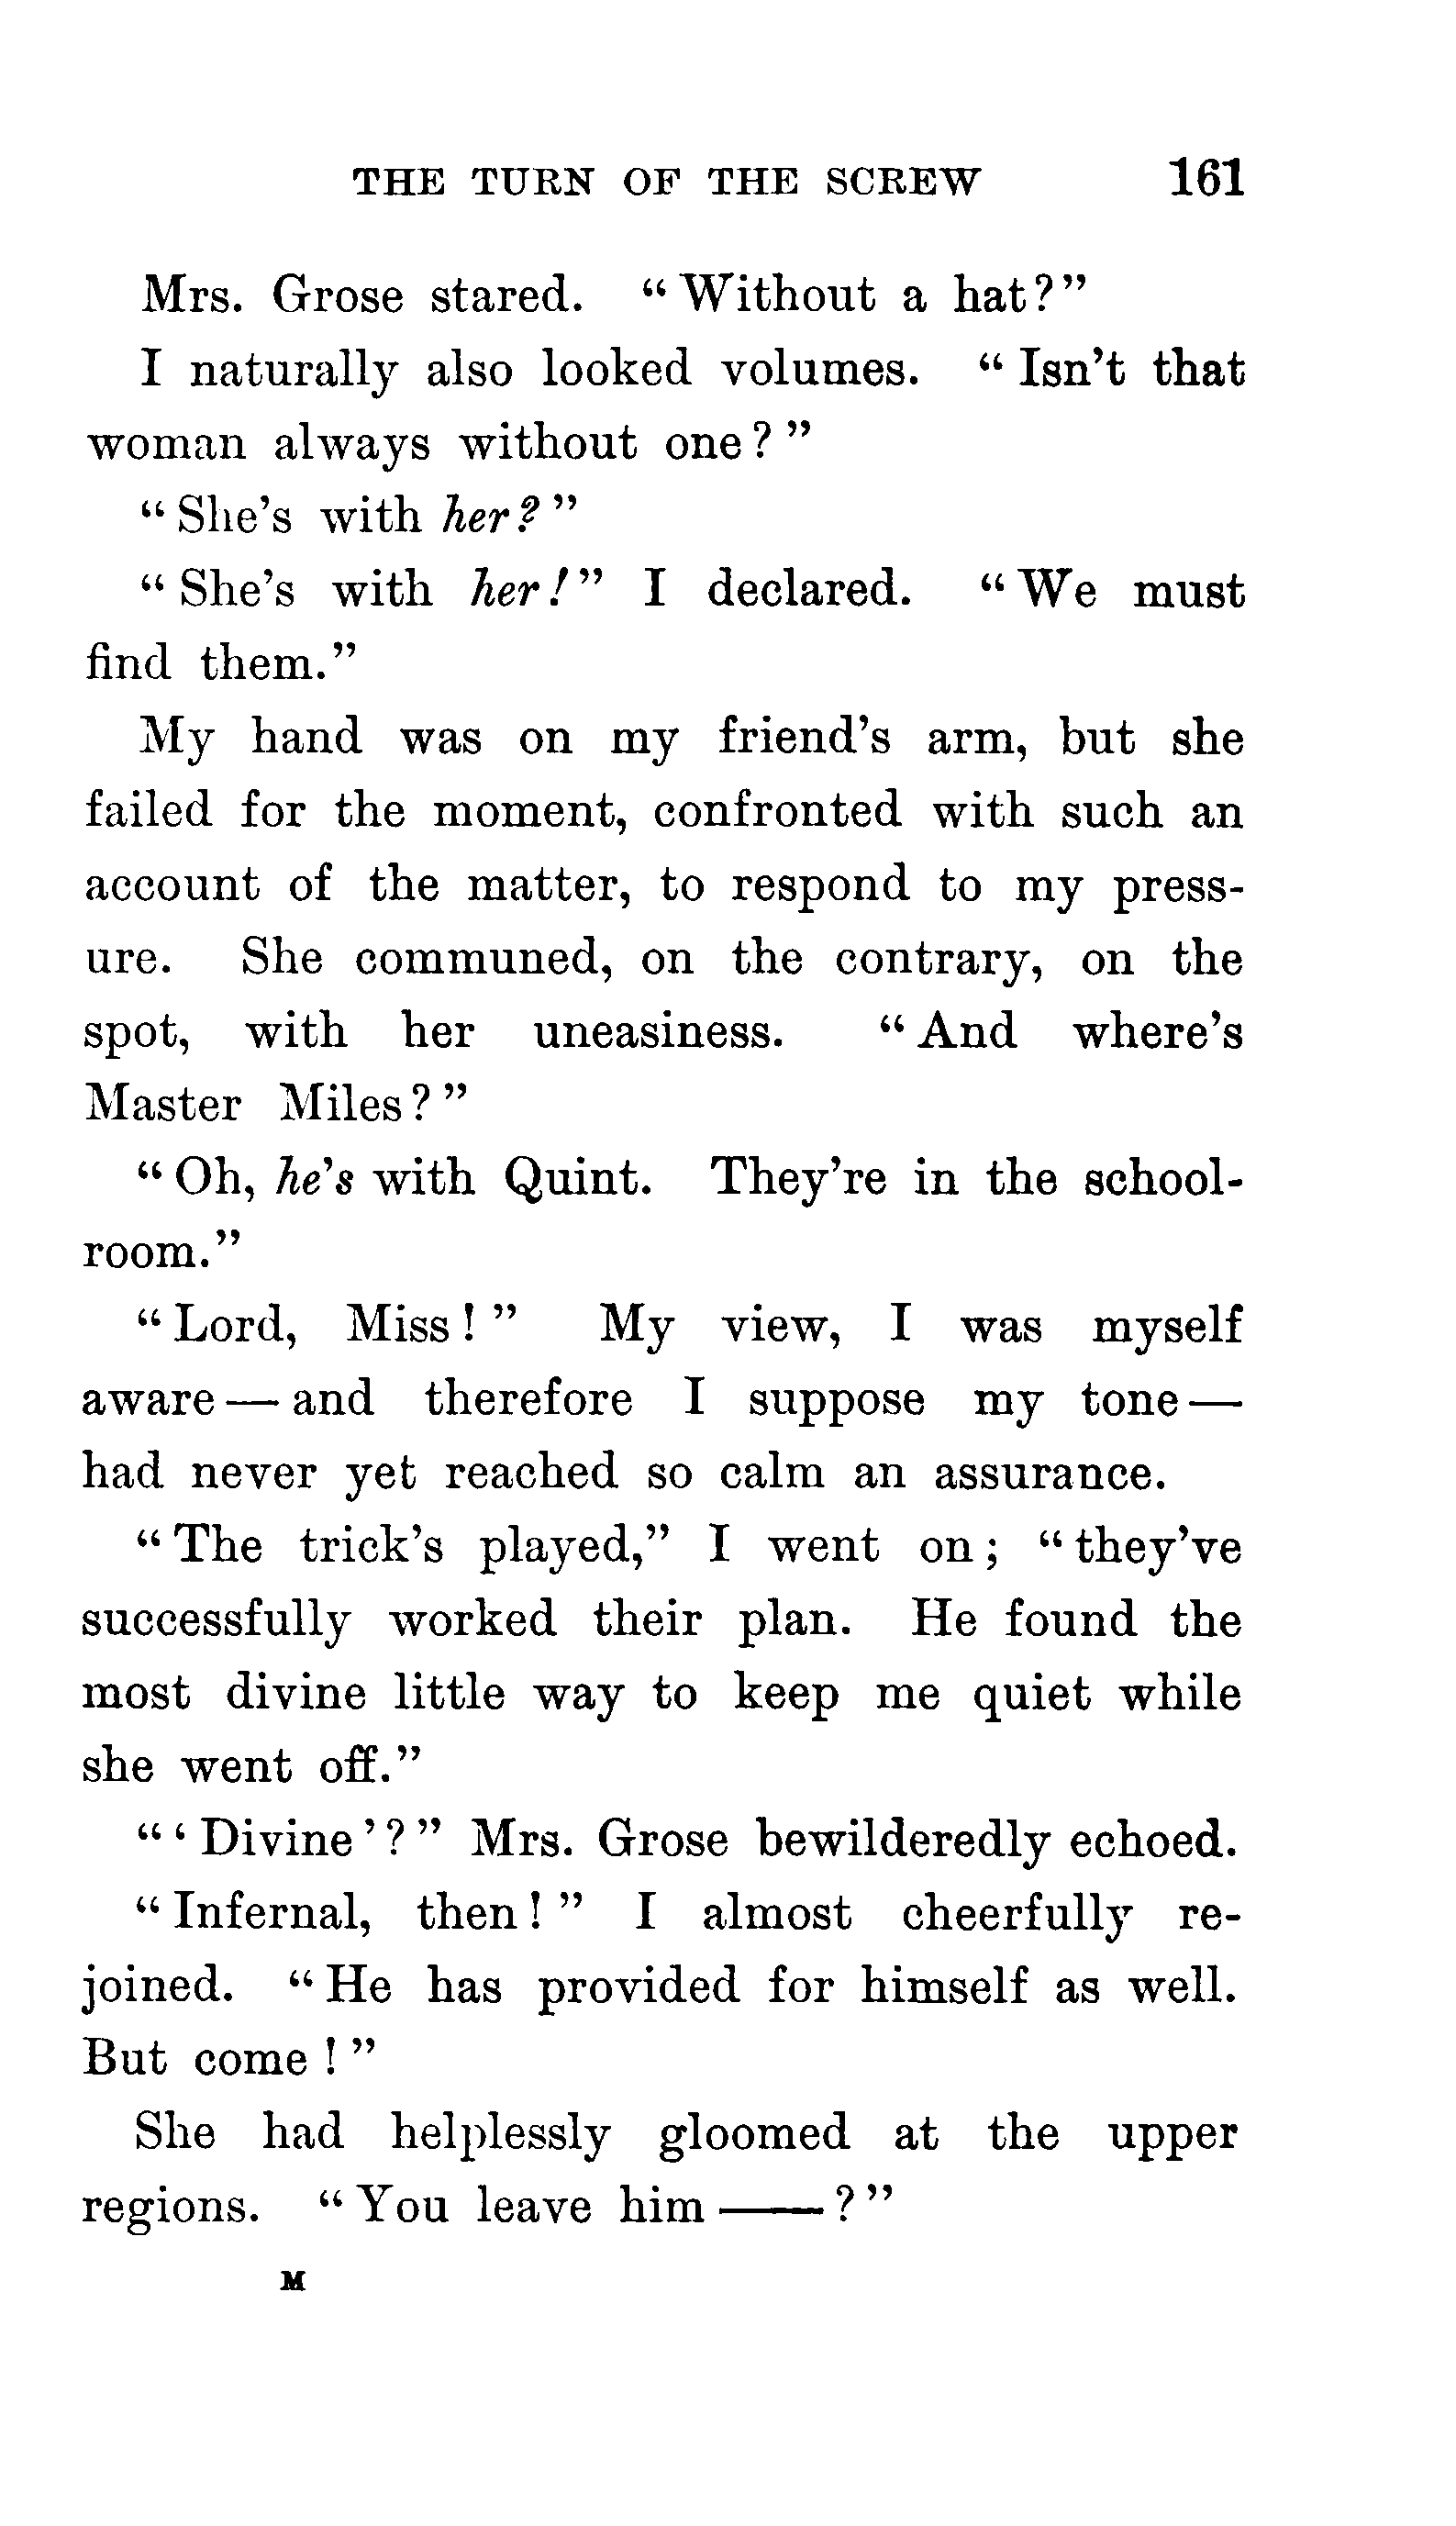 THE TURN OF THE SCREW 161
Mrs. Grose stared. “Without a hat?”
I naturally also looked volumes. “Isn’t that
woman always without one?”
“She’s with her?”
“She’s with her!” I declared. “We must
find them.”
My hand was on my friend’s arm, but she
failed for the moment, confronted with such an
account of the matter, to respond to my press-
ure. She communed, on the contrary, on the
spot, with her uneasiness. “And where’s
Master Miles?”
“Oh, he’s with Quint. They’re in the school-
room.”
“Lord, Miss!” My view, I was myself
aware — and therefore I suppose my tone —
had never yet reached so calm an assurance.
“The trick’s played,” I went on; “they’ve
successfully worked their plan. He found the
most divine little way to keep me quiet while
she went off.”
“‘Divine’?” Mrs. Grose bewilderedly echoed.
“Infernal, then!” I almost cheerfully re-
joined. “He has provided for himself as well.
But come!”
She had helplessly gloomed at the upper
regions. “You leave him ——?”
M